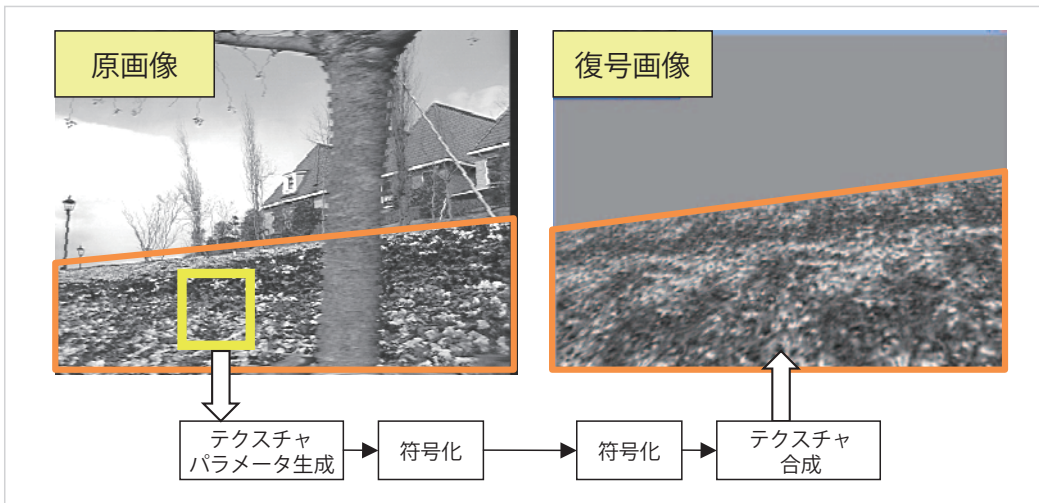 原画像
復号画像
テクスチャ
パラメータ生成
符号化
符号化
テクスチャ
合成